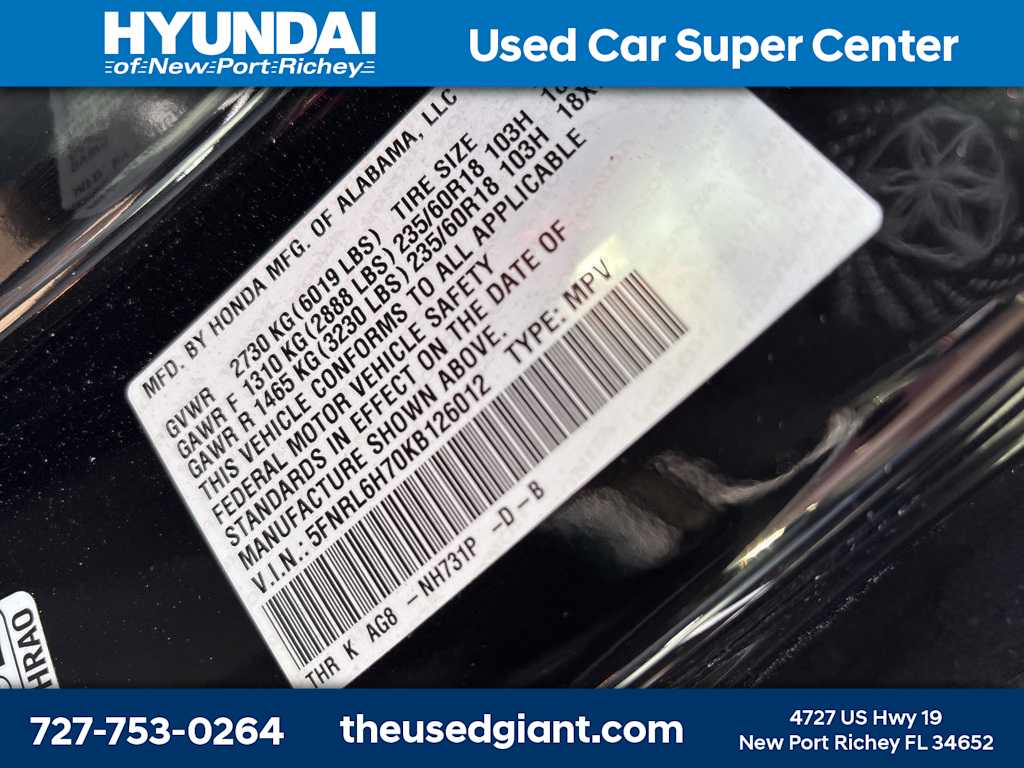 HYUNDAI
of New Port Richey
Used Car Super Center
MFD. BY HONDA MFG. OF ALABAMA, LLC
GVWR 2730 KG(6019 LBS) TIRE SIZE
GAWR F 1310 KG(2888 LBS) 235/60R18 103H
GAWR R 1465 KG(3230 LBS) 235/60R18 103H 18X
THIS VEHICLE CONFORMS TO ALL APPLICABLE
FEDERAL MOTOR VEHICLE SAFETY
STANDARDS IN EFFECT ON THE DATE OF
MANUFACTURE SHOWN ABOVE.
V.I.N.: 5FNRL6H70KB126012 TYPE: MPV
THR K AG8 -NH731P -D-B
HRAO
727-753-0264
theusedgiant.com
4727 US Hwy 19
New Port Richey FL 34652